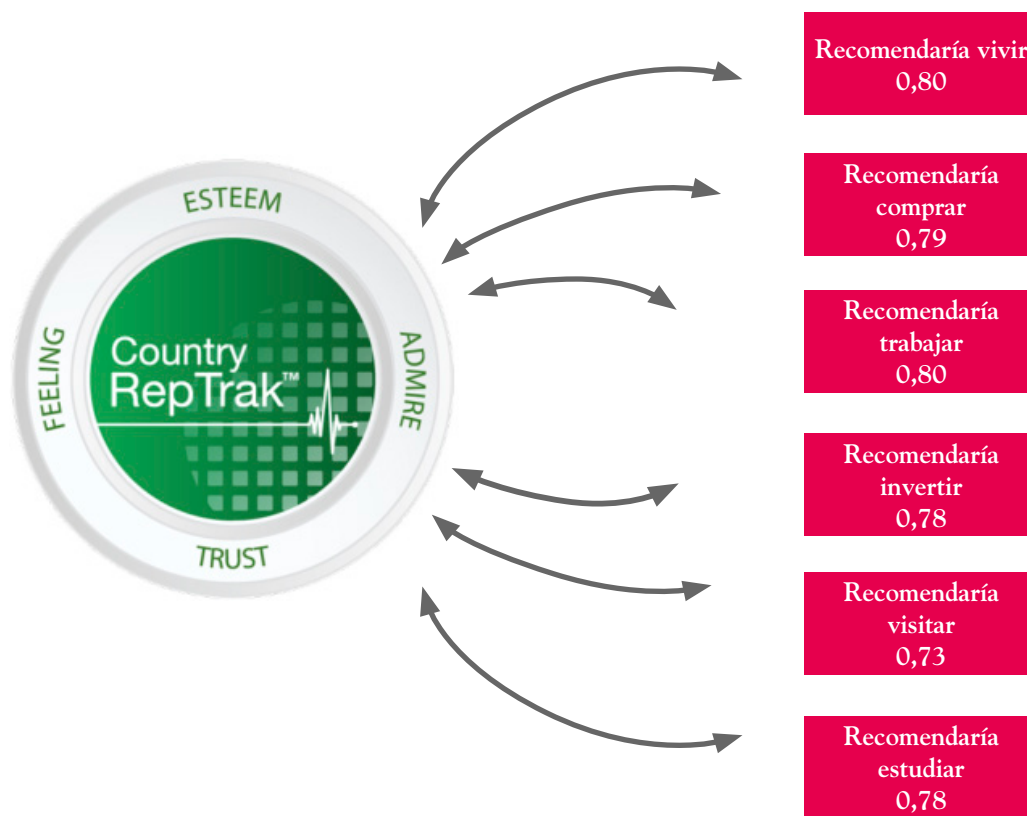 Recomendaría vivir
0,80
Recomendaría
comprar
0,79
Recomendaría
trabajar
0,80
Recomendaría
invertir
0,78
Recomendaría
visitar
0,73
Recomendaría
estudiar
0,78
ESTEEM
FEELING
ADMIRE
TRUST
Country
RepTrak™